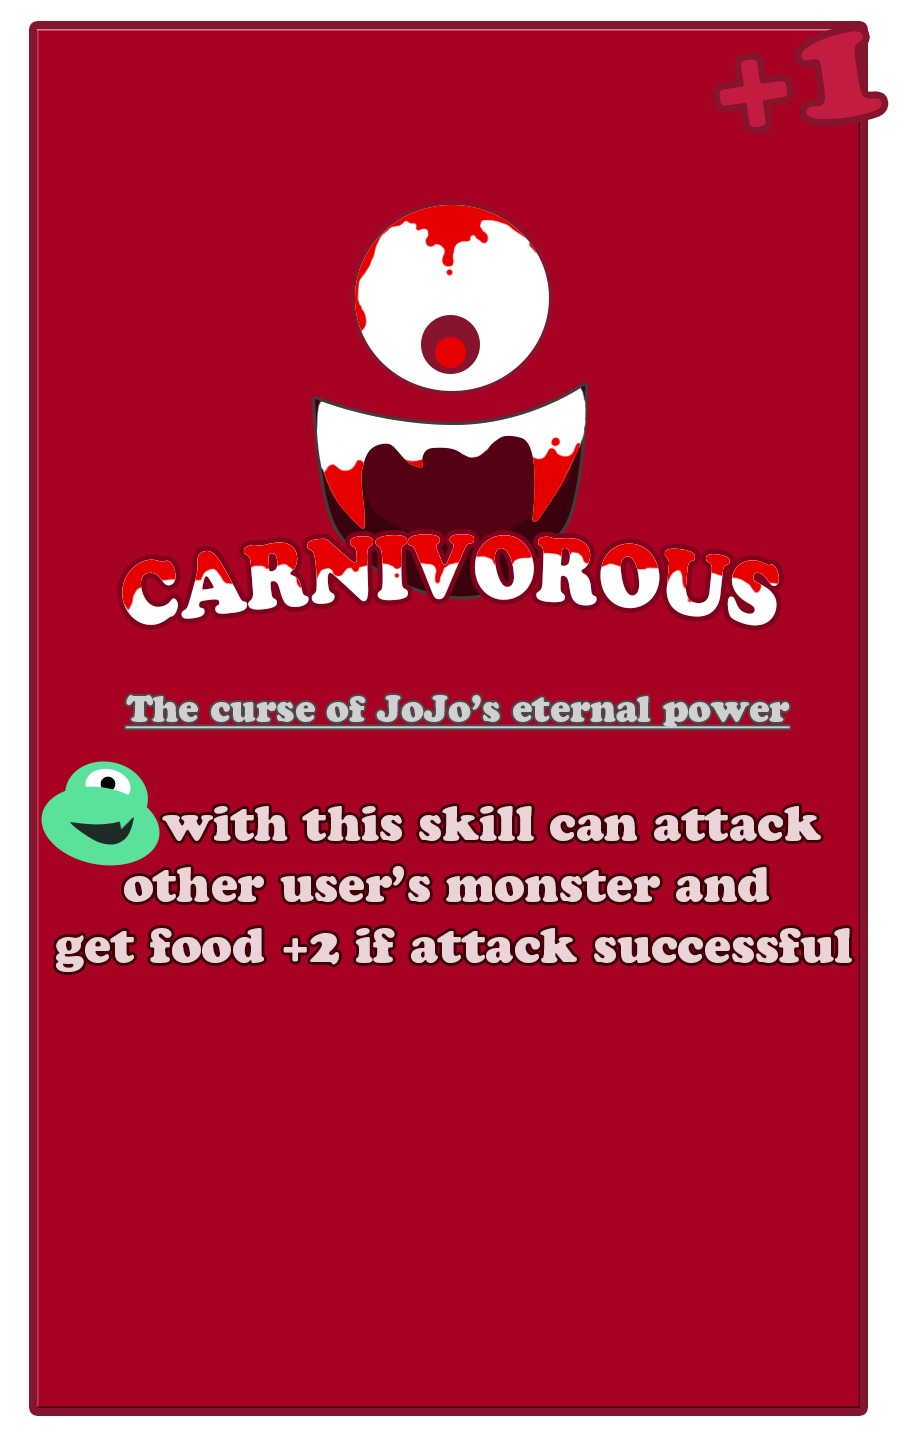 +1
CARNIVOROUS
The curse of JoJo's eternal power
with this skill can attack
other user's monster and
get food +2 if attack successful